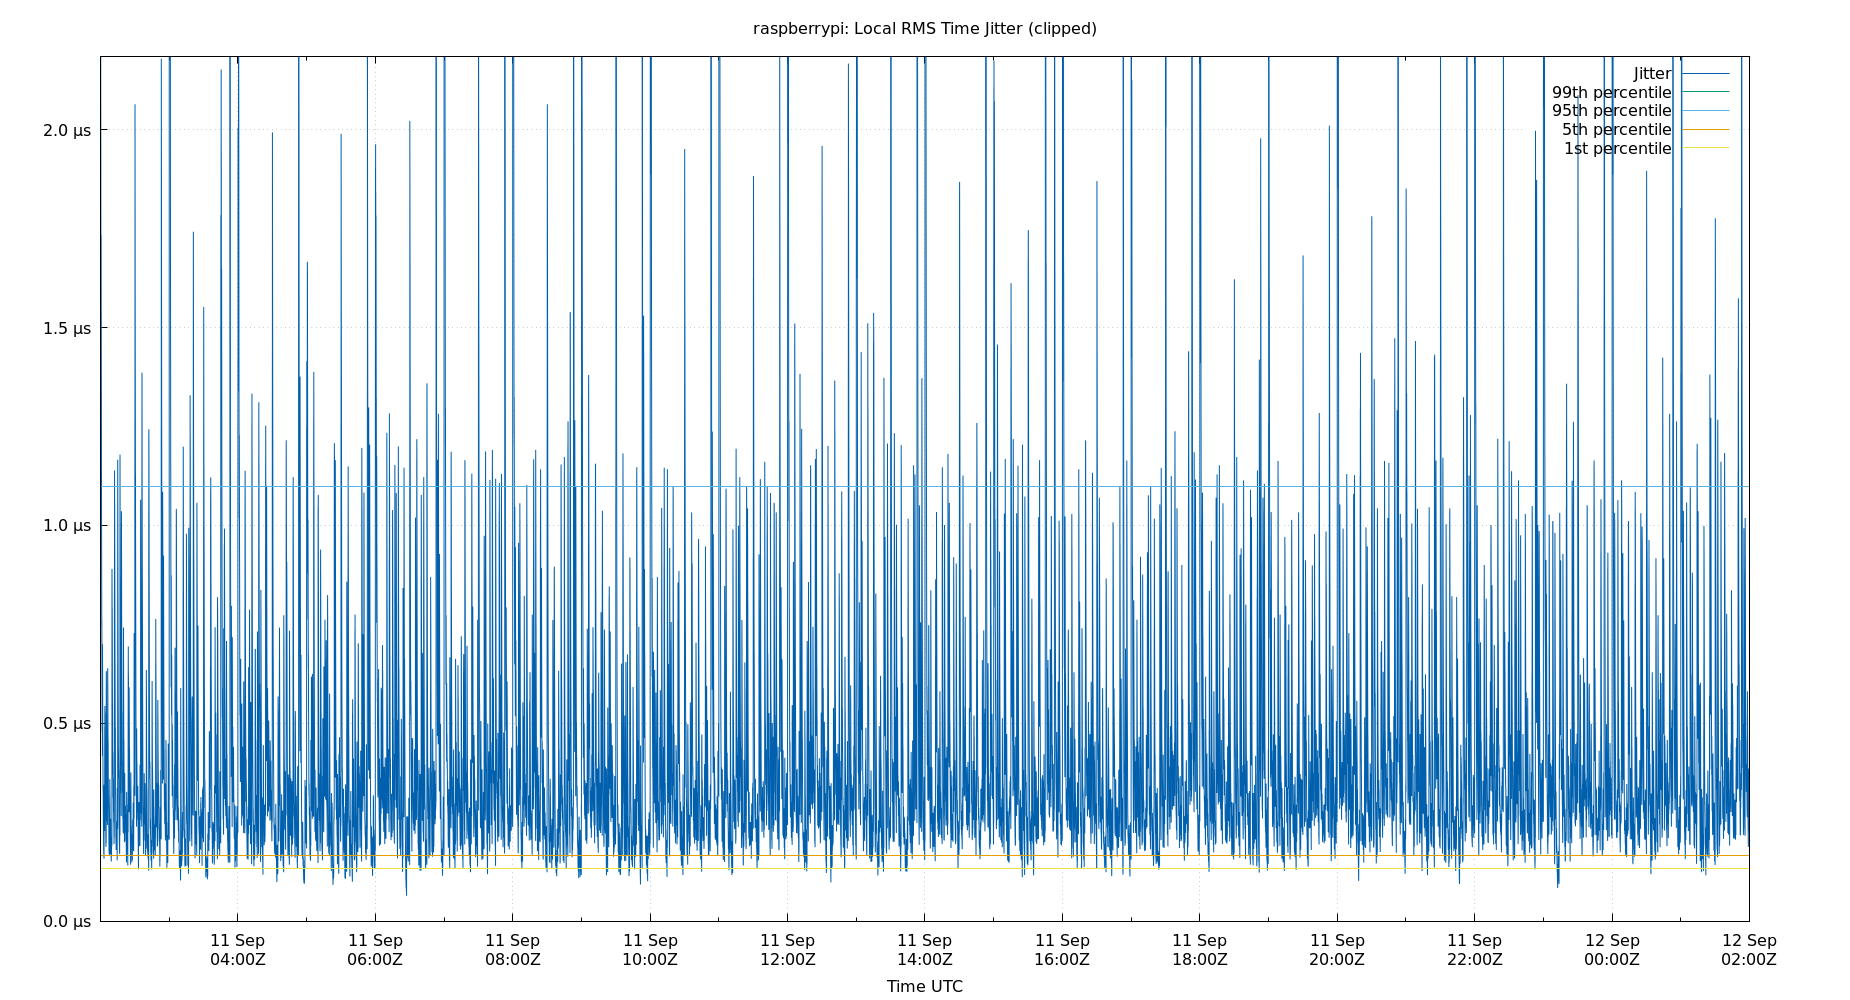 raspberrypi: Local RMS Time Jitter (clipped)
Jitter
99th percentile
95th percentile
5th percentile
1st percentile
2.0 µs
1.5 µs
1.0 µs
0.5 µs
0.0 µs
11 Sep 11 Sep 11 Sep 11 Sep 11 Sep 11 Sep 11 Sep 11 Sep 11 Sep 11 Sep 12 Sep 12 Sep
04:00Z 06:00Z 08:00Z 10:00Z 12:00Z 14:00Z 16:00Z 18:00Z 20:00Z 22:00Z 00:00Z 02:00Z
Time UTC